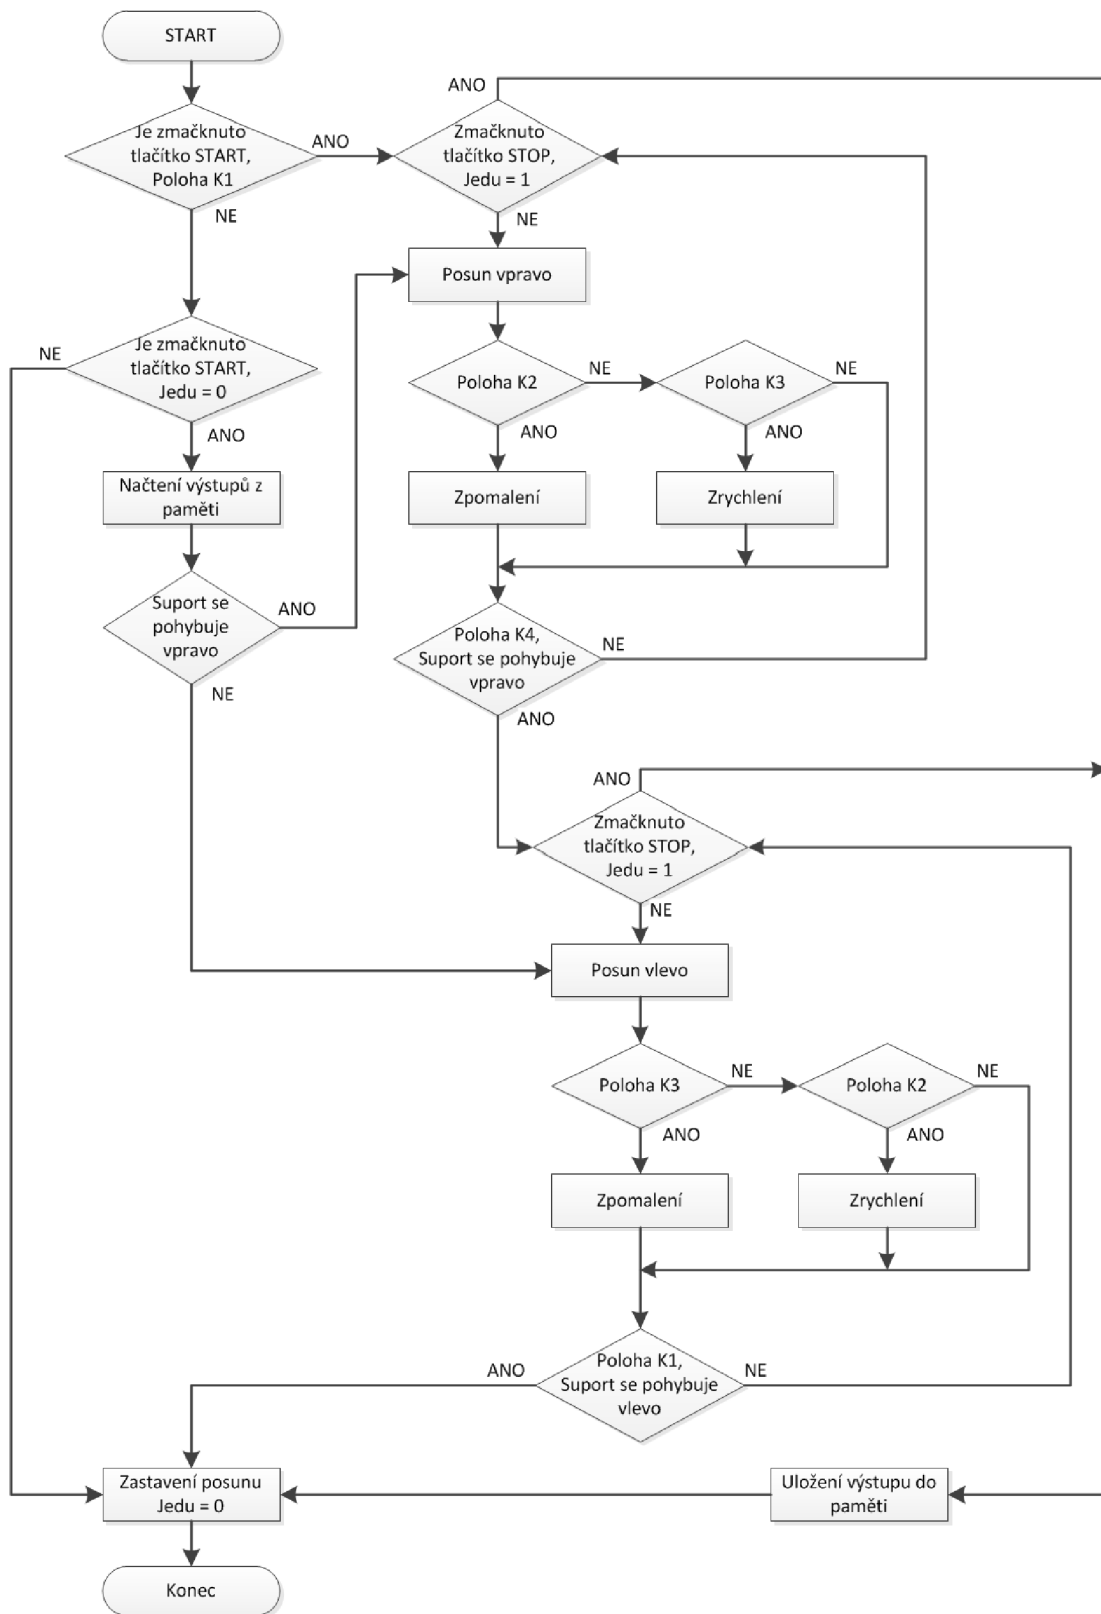 START
ANO
Je zmačknuto
tlačítko START,
Poloha K1
ANO
Zmačknuto
tlačítko STOP,
Jedu = 1
NE
NE
Posun vpravo
NE
Je zmačknuto
tlačítko START,
Jedu = 0
Poloha K2
NE
Poloha K3
NE
ANO
ANO
ANO
Načtení výstupů z
paměti
Zpomalení
Zrychlení
Suport se
pohybuje
vpravo
ANO
Poloha K4,
Suport se pohybuje
vpravo
NE
NE
ANO
ANO
Zmačknuto
tlačítko STOP,
Jedu = 1
NE
Posun vlevo
Poloha K3
NE
Poloha K2
NE
ANO
ANO
Zpomalení
Zrychlení
ANO
Poloha K1,
Suport se pohybuje
vlevo
NE
Zastavení posunu
Jedu = 0
Uložení výstupu do
paměti
Konec